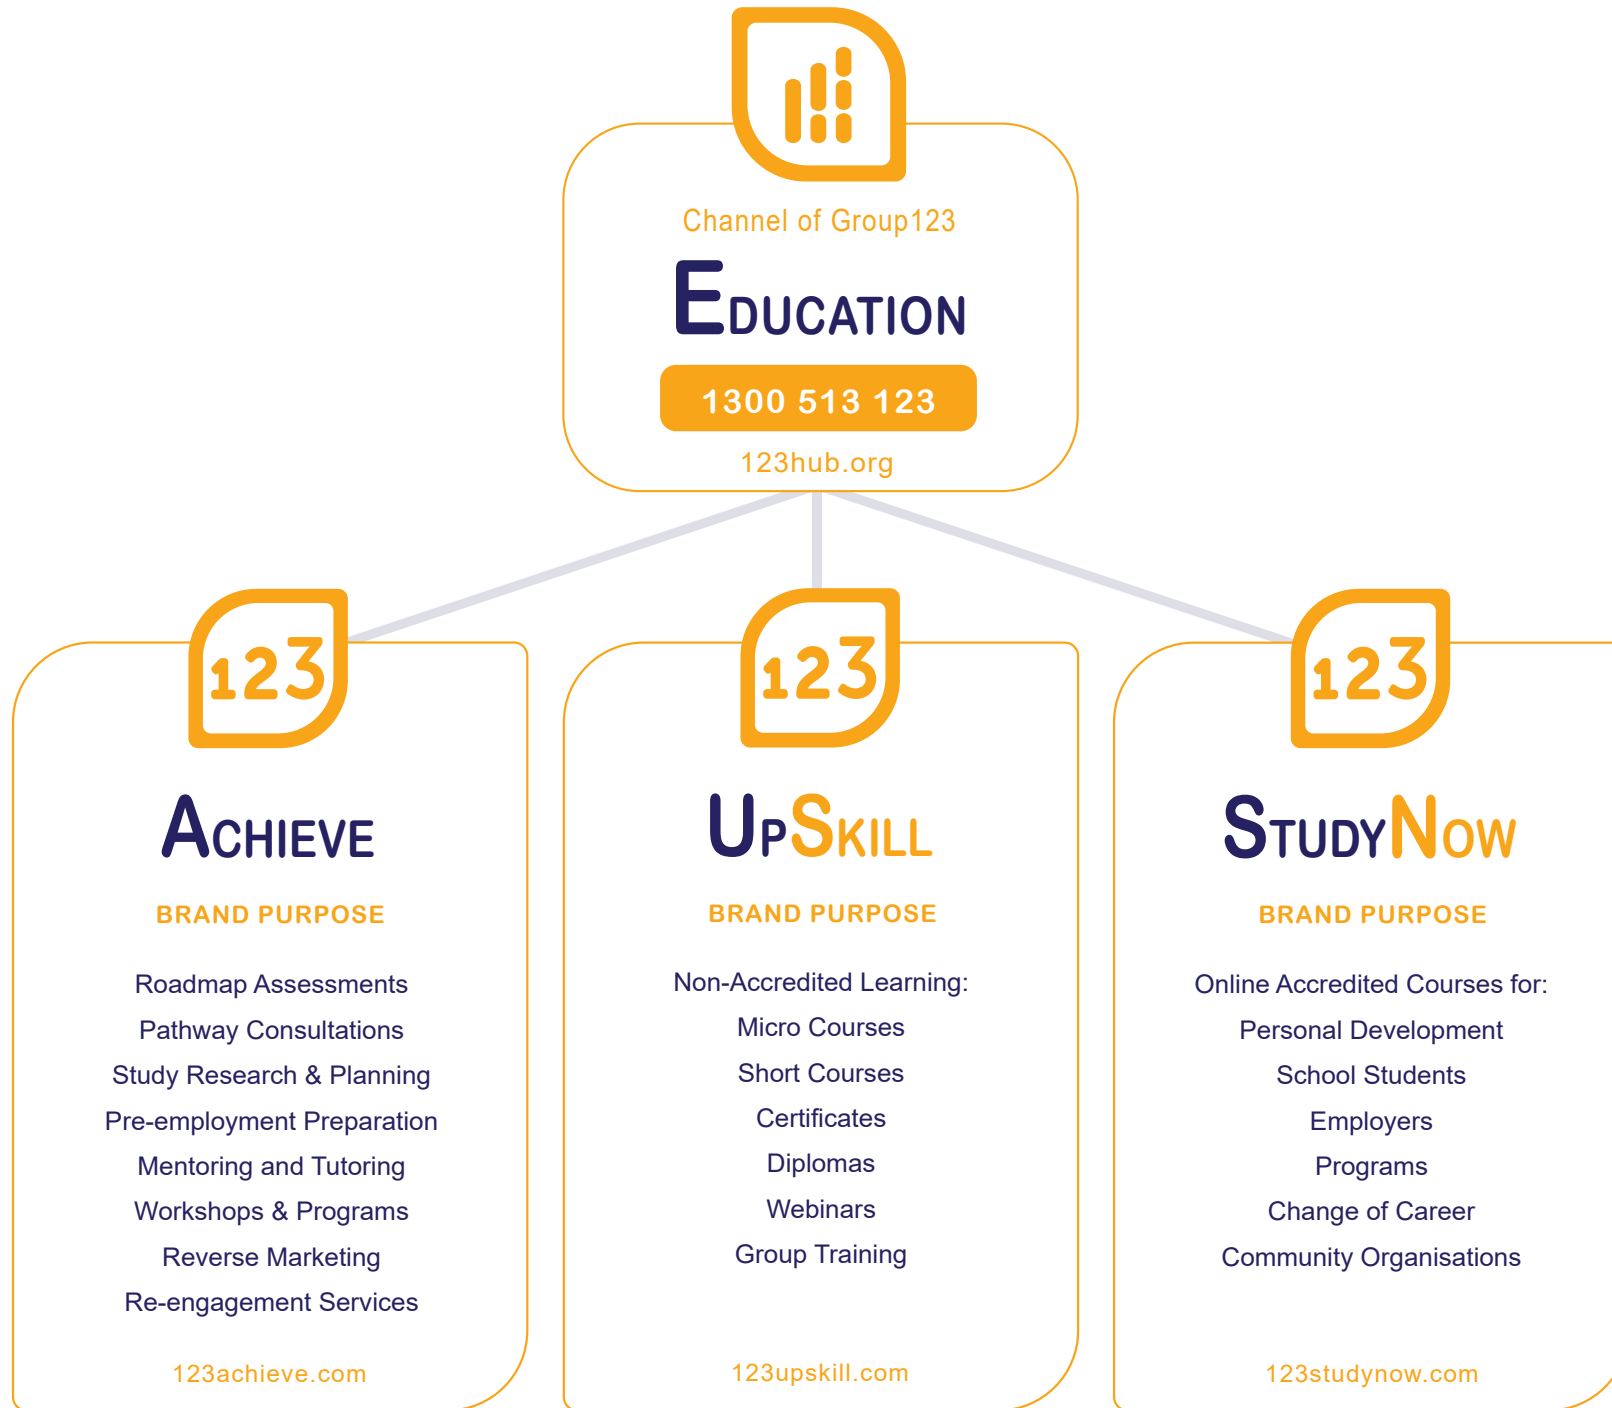 Channel of Group123
EDUCATION
1300 513 123
123hub.org
123
ACHIEVE
BRAND PURPOSE
Roadmap Assessments
Pathway Consultations
Study Research & Planning
Pre-employment Preparation
Mentoring and Tutoring
Workshops & Programs
Reverse Marketing
Re-engagement Services
123achieve.com
123
UPSKILL
BRAND PURPOSE
Non-Accredited Learning:
Micro Courses
Short Courses
Certificates
Diplomas
Webinars
Group Training
123upskill.com
123
STUDYNOW
BRAND PURPOSE
Online Accredited Courses for:
Personal Development
School Students
Employers
Programs
Change of Career
Community Organisations
123studynow.com